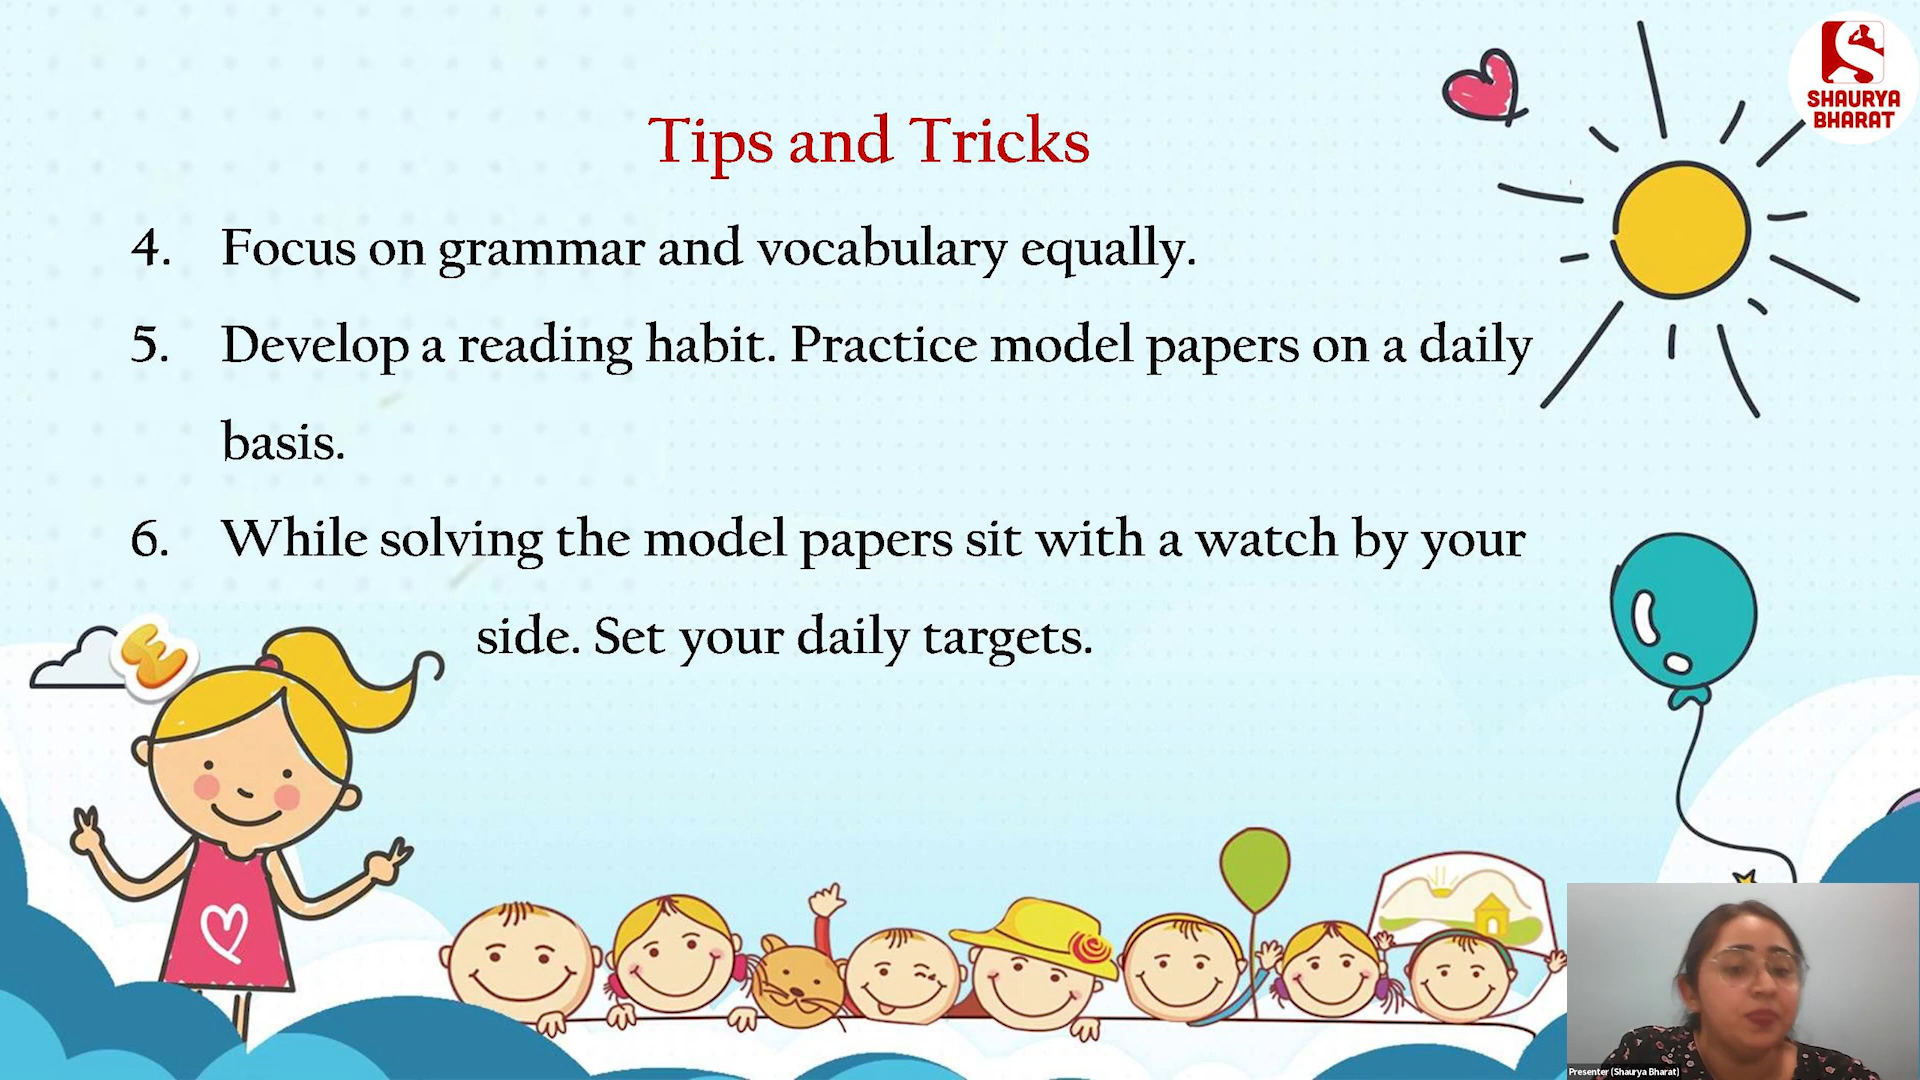 SHAURYA
BHARAT
Tips and Tricks
4. Focus on grammar and vocabulary equally.
5. Develop a reading habit. Practice model papers on a daily
basis.
6. While solving the model papers sit with a watch by your
side. Set your daily targets.
E
Presenter (Shaurya Bharat)